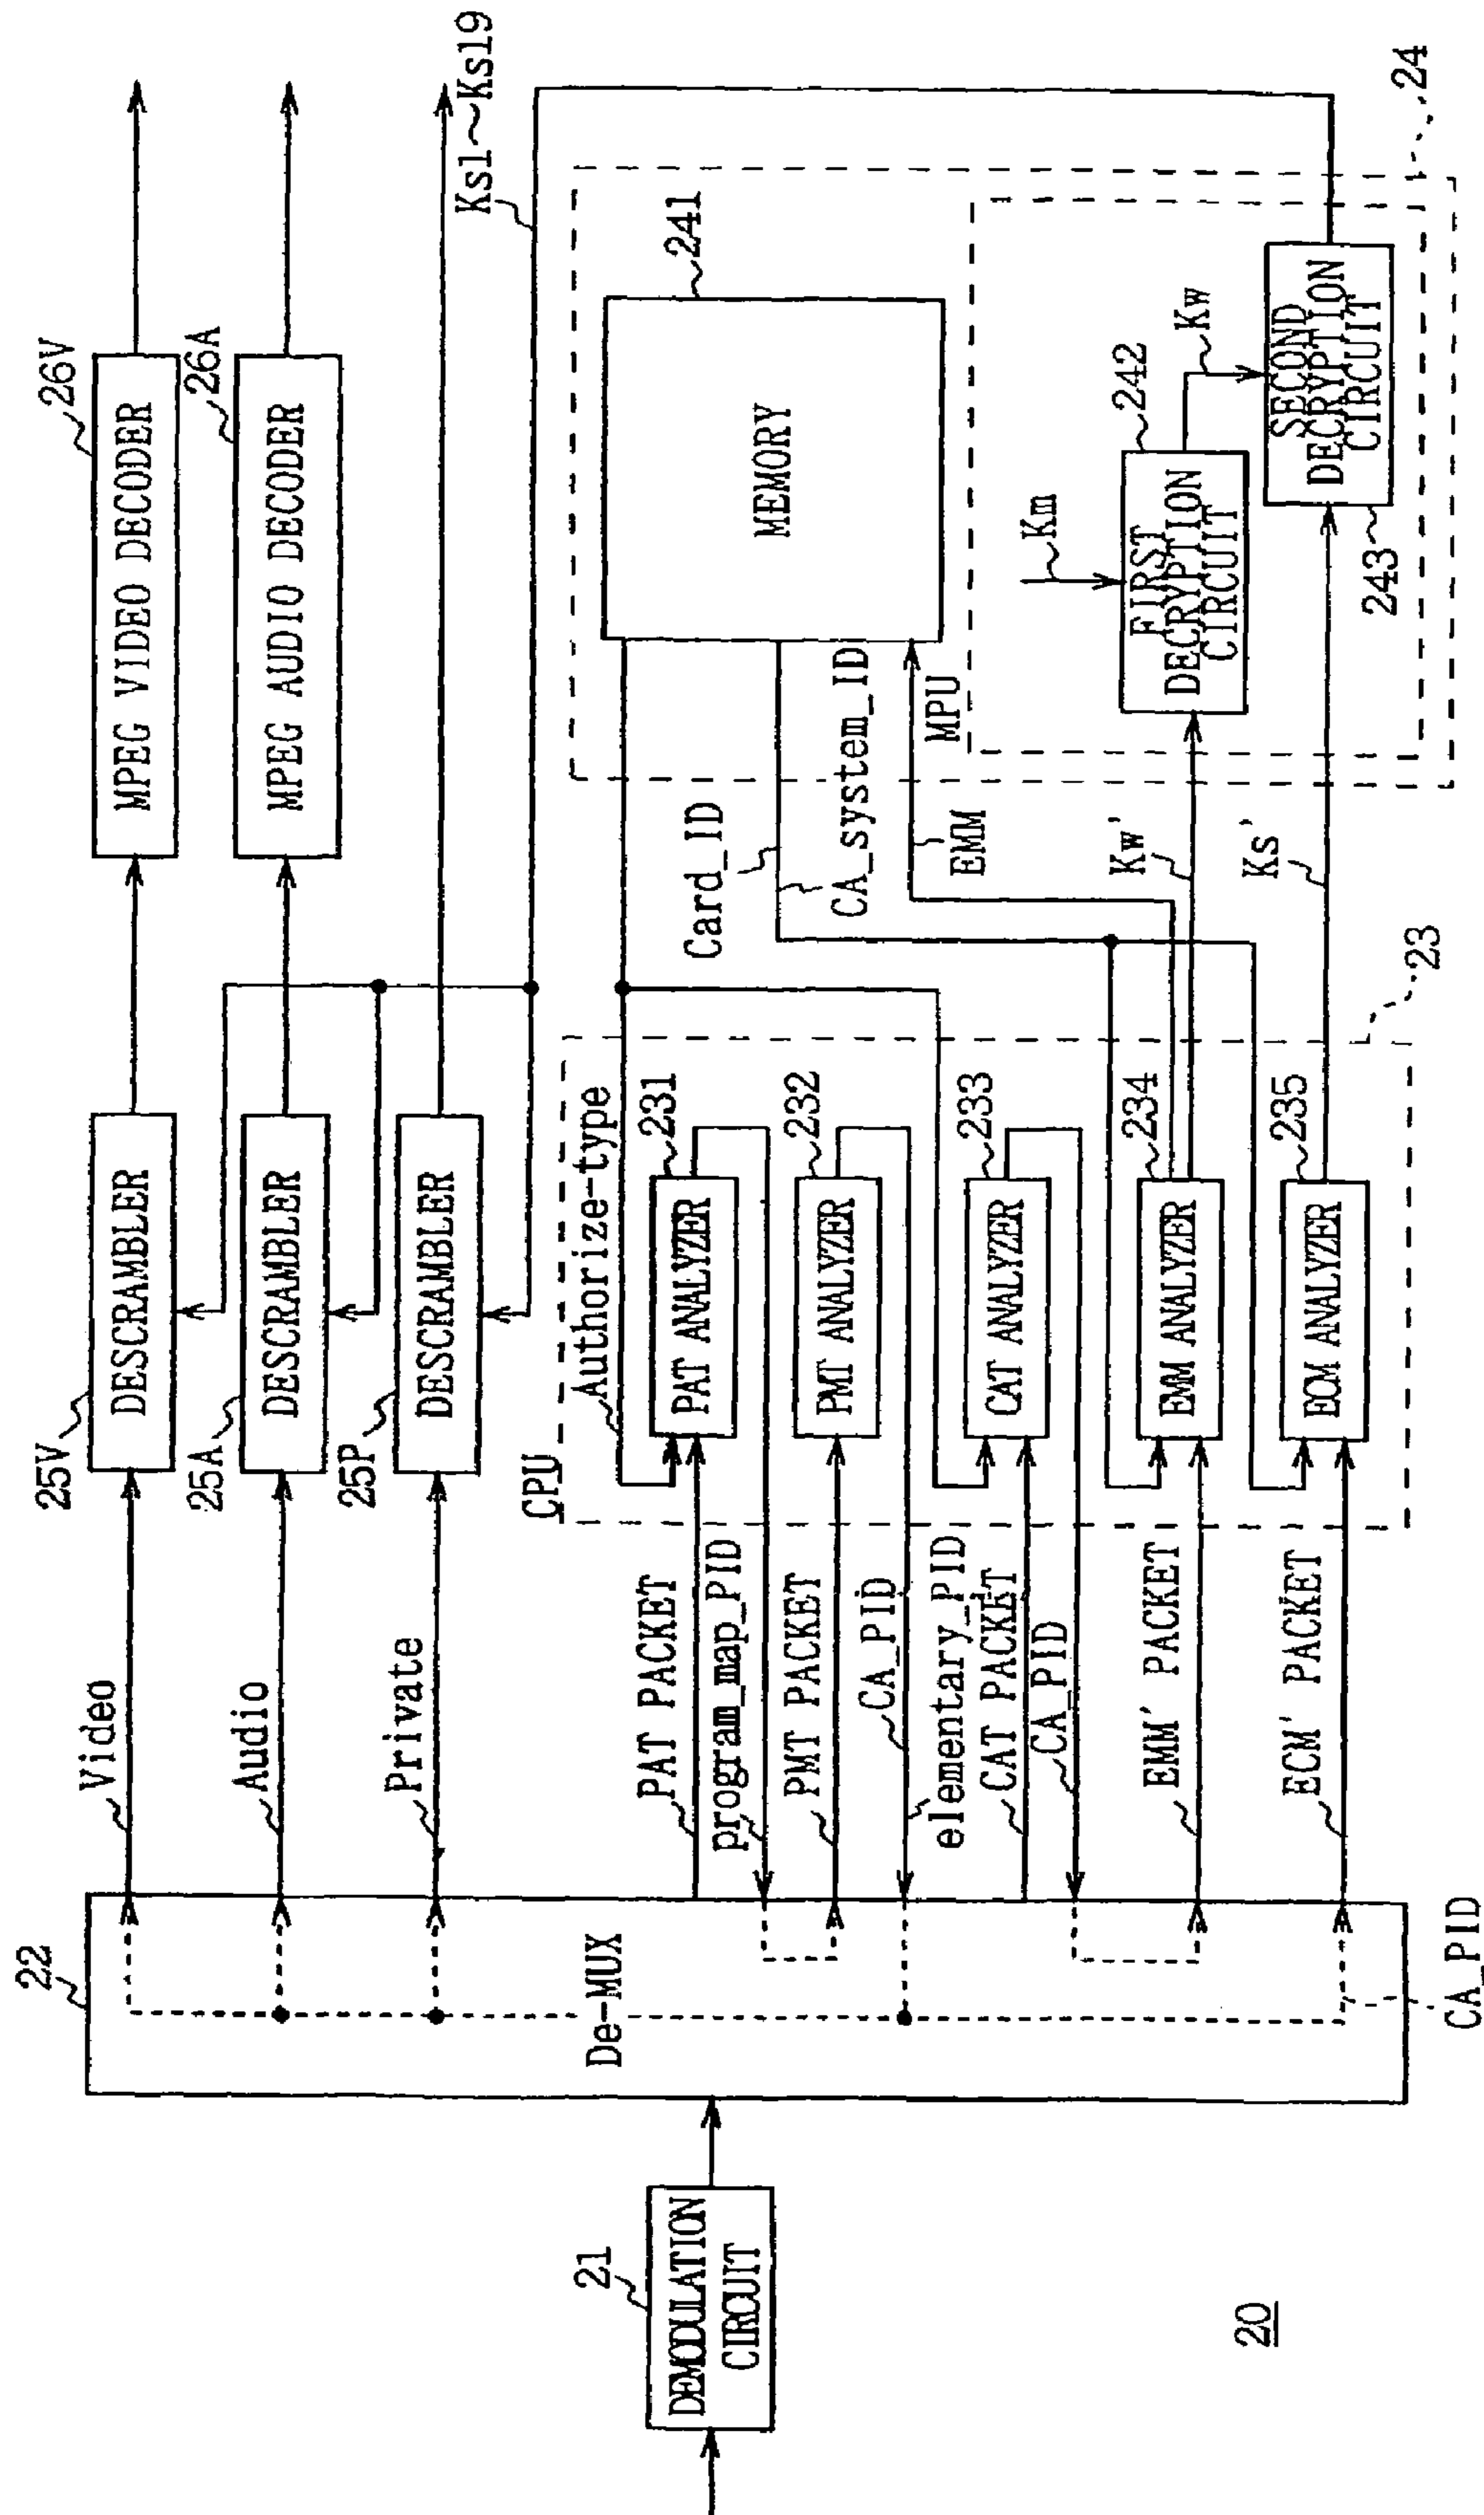 20
21
DEMODULATION
CIRCUIT
22
De-MUX
CA_PID
Video
Audio
Private
PAT PACKET
program_map_PID
PMT PACKET
CA_PID
elementary_PID
CAT PACKET
CA_PID
EMM' PACKET
ECM' PACKET
25V
DESCRAMBLER
25A
DESCRAMBLER
25P
DESCRAMBLER
CPU
Authorize-type
PAT ANALYZER
231
PMT ANALYZER
232
CAT ANALYZER
233
EMM ANALYZER
234
ECM ANALYZER
235
23
MPEG VIDEO DECODER
26V
MPEG AUDIO DECODER
26A
Ks1~Ks19
Card_ID
CA_system_ID
EMM
Kw'
Ks'
MPU
MEMORY
241
Km
FIRST
DECRYPTION
CIRCUIT
242
Kw
SECOND
DECRYPTION
CIRCUIT
243
24